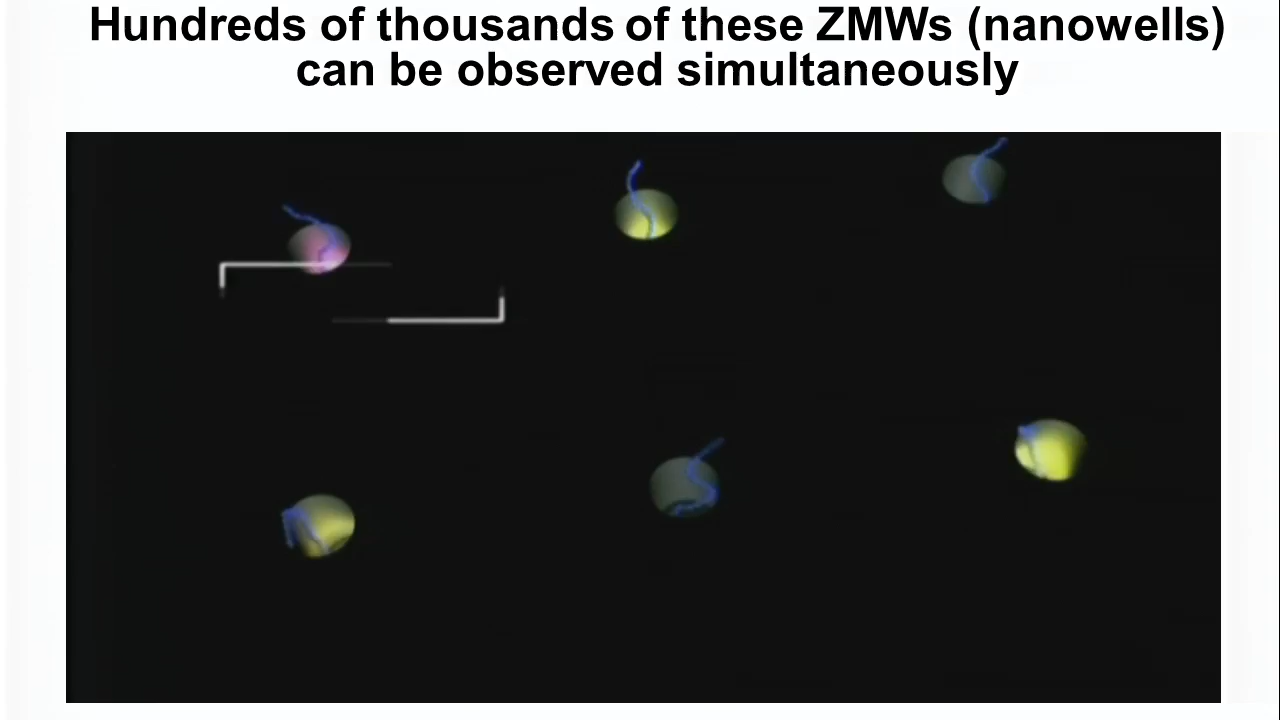 Hundreds of thousands of these ZMWs (nanowells)
can be observed simultaneously